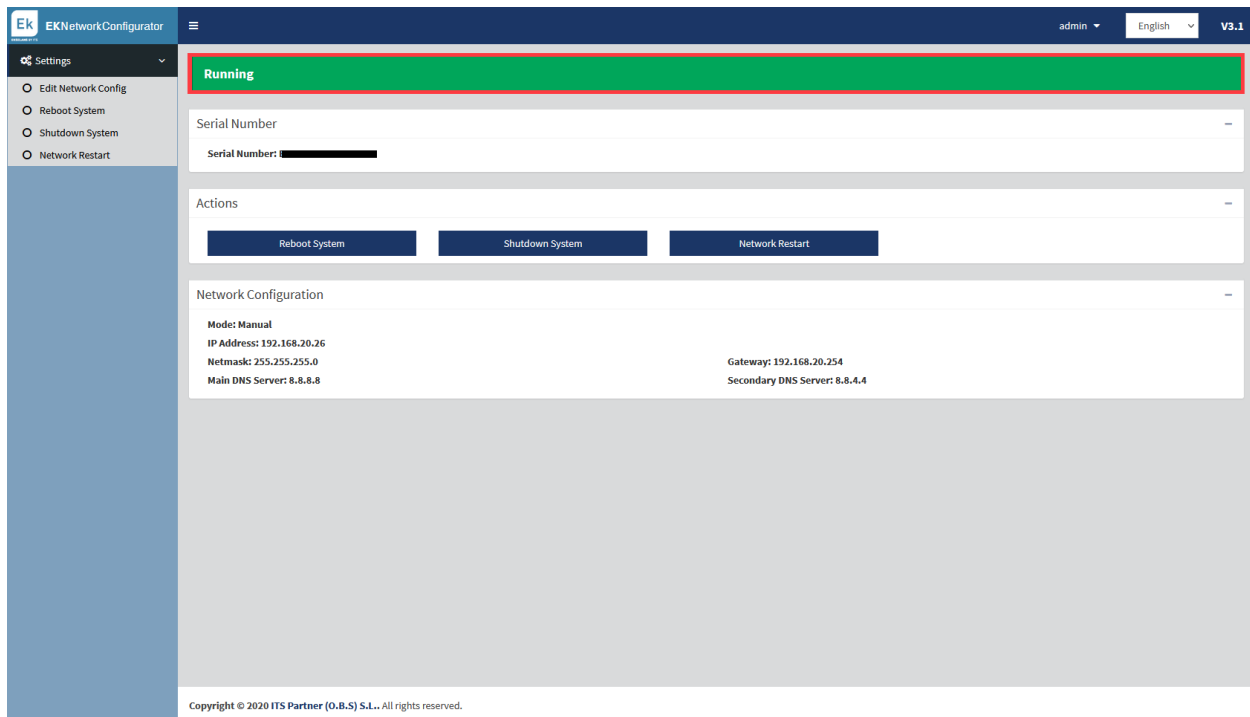 Ek EKNetworkConfigurator
admin English V3.1
Settings
Edit Network Config
Reboot System
Shutdown System
Network Restart
Running
Serial Number
Serial Number:
Actions
Reboot System Shutdown System Network Restart
Network Configuration
Mode: Manual
IP Address: 192.168.20.26
Netmask: 255.255.255.0 Gateway: 192.168.20.254
Main DNS Server: 8.8.8.8 Secondary DNS Server: 8.8.4.4
Copyright © 2020 ITS Partner (O.B.S) S.L.. All rights reserved.